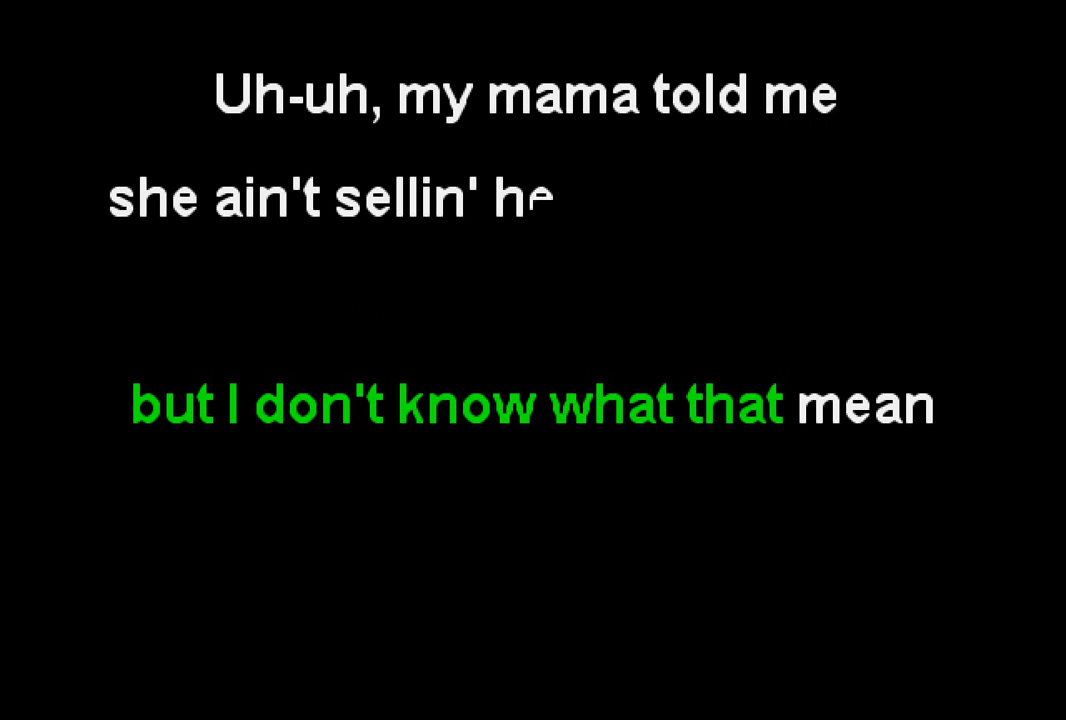 Uh-uh, my mama told me
she ain't sellin' he
but I don't know what that mean